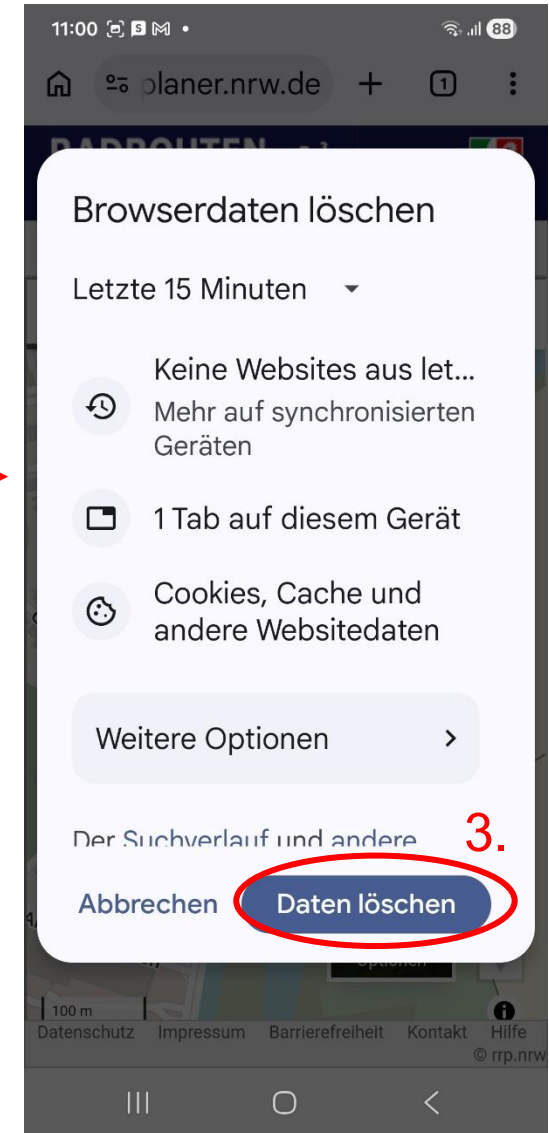 11:00 S 88
planer.nrw.de + 1
RADROUTEN
Browserdaten löschen
Letzte 15 Minuten
Keine Websites aus let...
Mehr auf synchronisierten
Geräten
1 Tab auf diesem Gerät
Cookies, Cache und
andere Websitedaten
Weitere Optionen
Der Suchverlauf und andere
3.
Abbrechen Daten löschen
Optionen
100 m
Datenschutz Impressum Barrierefreiheit Kontakt Hilfe
© rrp.nrw